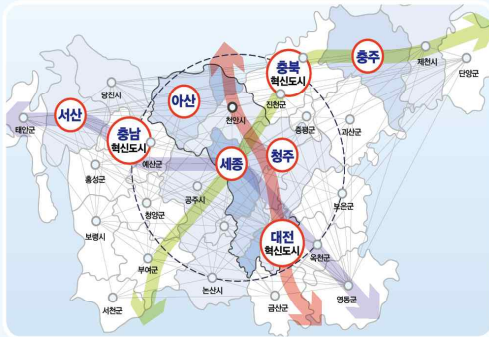 충북
혁신도시
충주
제천시
단양군
당진시
아산
천안시
진천군
서산
태안군
충남
혁신도시
증평군
괴산군
예산군
세종
청주
홍성군
공주시
청양군
보은군
보령시
대전
혁신도시
옥천군
부여군
논산시
금산군
영동군
서천군